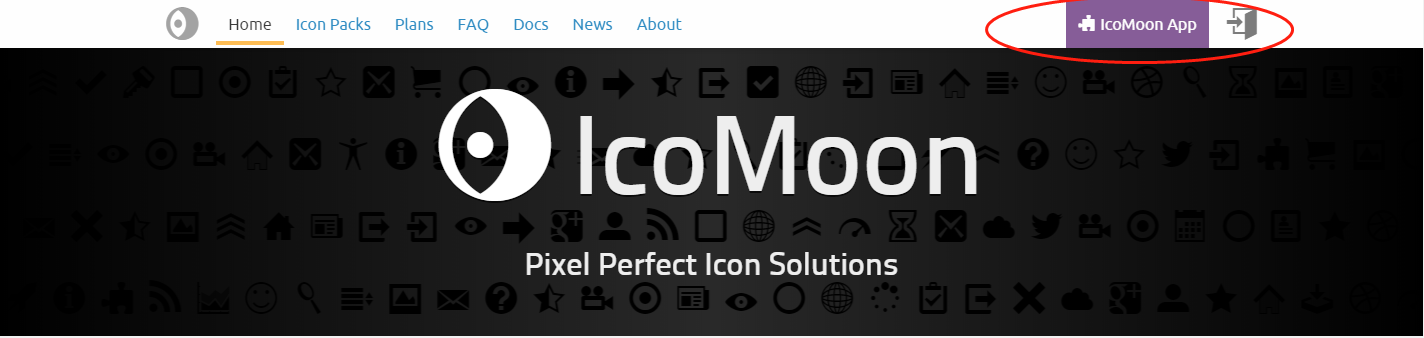 Home Icon Packs Plans FAQ Docs News About IcoMoon App
IcoMoon
Pixel Perfect Icon Solutions